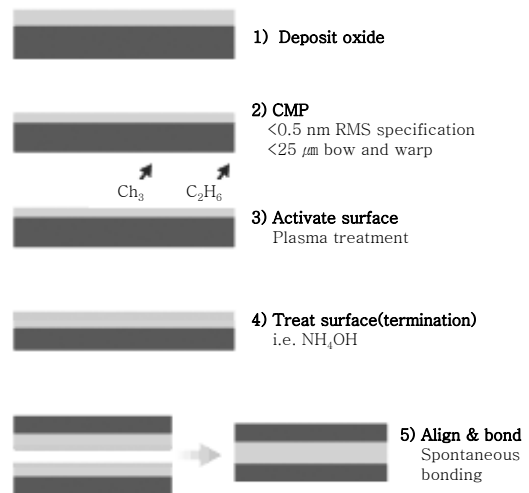 1) Deposit oxide
2) CMP
<0.5 nm RMS specification
<25 ㎛ bow and warp
Ch₃ C₂H₆
3) Activate surface
Plasma treatment
4) Treat surface(termination)
i.e. NH₄OH
5) Align & bond
Spontaneous
bonding